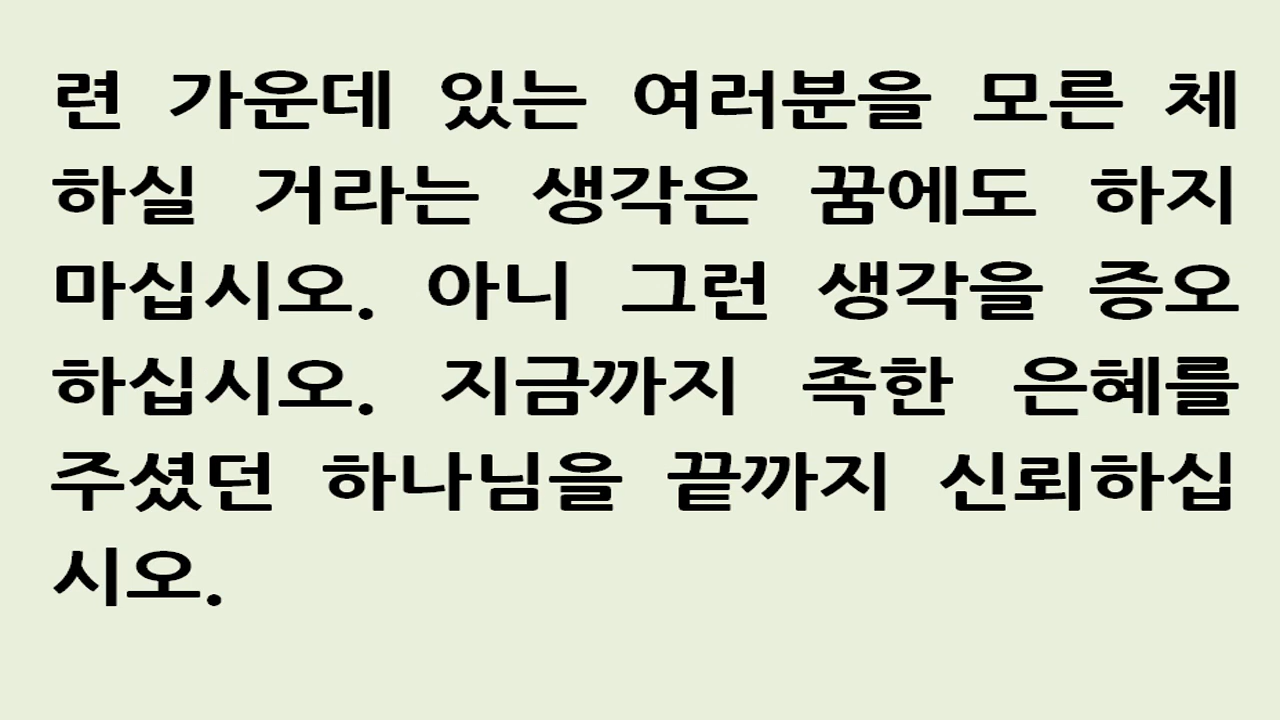 련 가운데 있는 여러분을 모른 체
하실 거라는 생각은 꿈에도 하지
마십시오. 아니 그런 생각을 증오
하십시오. 지금까지 족한 은혜를
주셨던 하나님을 끝까지 신뢰하십
시오.